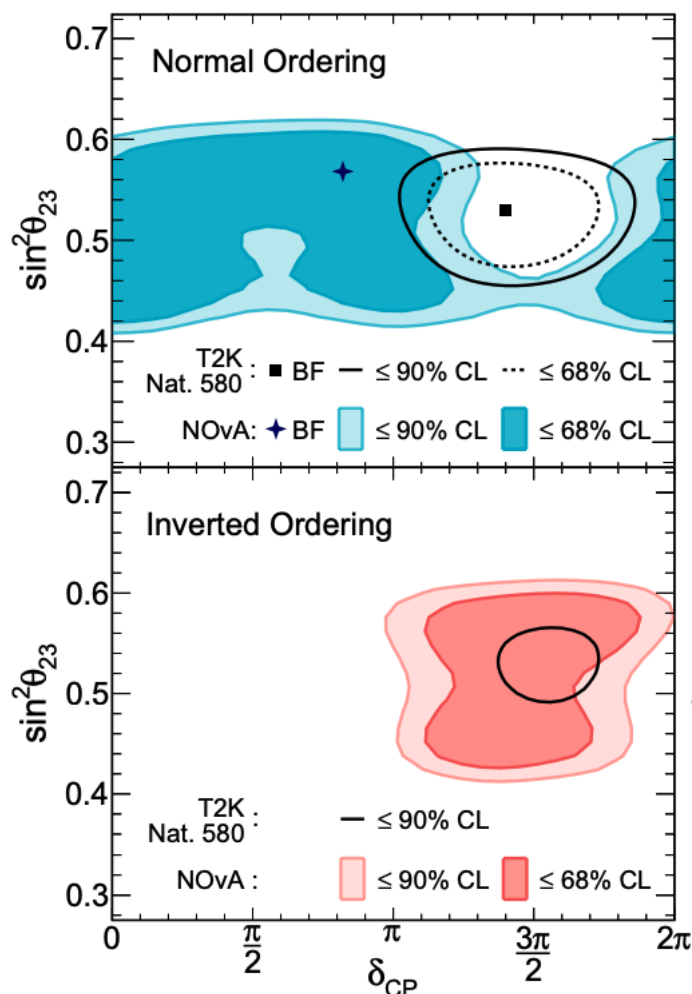 0.7
Normal Ordering
0.6
0.5
0.4
0.3
sin²θ₂₃
T2K
Nat. 580 : BF ≤ 90% CL ≤ 68% CL
NOvA: BF ≤ 90% CL ≤ 68% CL
0.7
Inverted Ordering
0.6
0.5
0.4
0.3
sin²θ₂₃
T2K
Nat. 580 : ≤ 90% CL
NOvA : ≤ 90% CL ≤ 68% CL
0 π/2 π 3π/2 2π
δCP